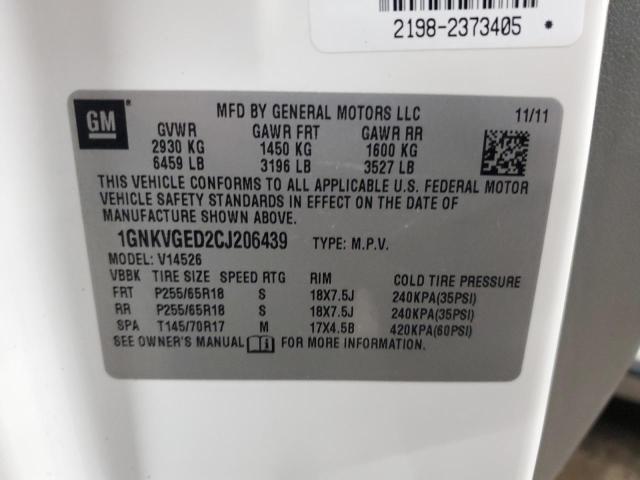 2198-2373405 *
GM
MFD BY GENERAL MOTORS LLC 11/11
GVWR GAWR FRT GAWR RR
2930 KG 1450 KG 1600 KG
6459 LB 3196 LB 3527 LB
THIS VEHICLE CONFORMS TO ALL APPLICABLE U.S. FEDERAL MOTOR
VEHICLE SAFETY STANDARDS IN EFFECT ON THE DATE OF
MANUFACTURE SHOWN ABOVE.
1GNKVGED2CJ206439 TYPE: M.P.V.
MODEL: V14526
VBBK TIRE SIZE SPEED RTG RIM COLD TIRE PRESSURE
FRT P255/65R18 S 18X7.5J 240KPA(35PSI)
RR P255/65R18 S 18X7.5J 240KPA(35PSI)
SPA T145/70R17 M 17X4.5B 420KPA(60PSI)
SEE OWNER'S MANUAL FOR MORE INFORMATION.